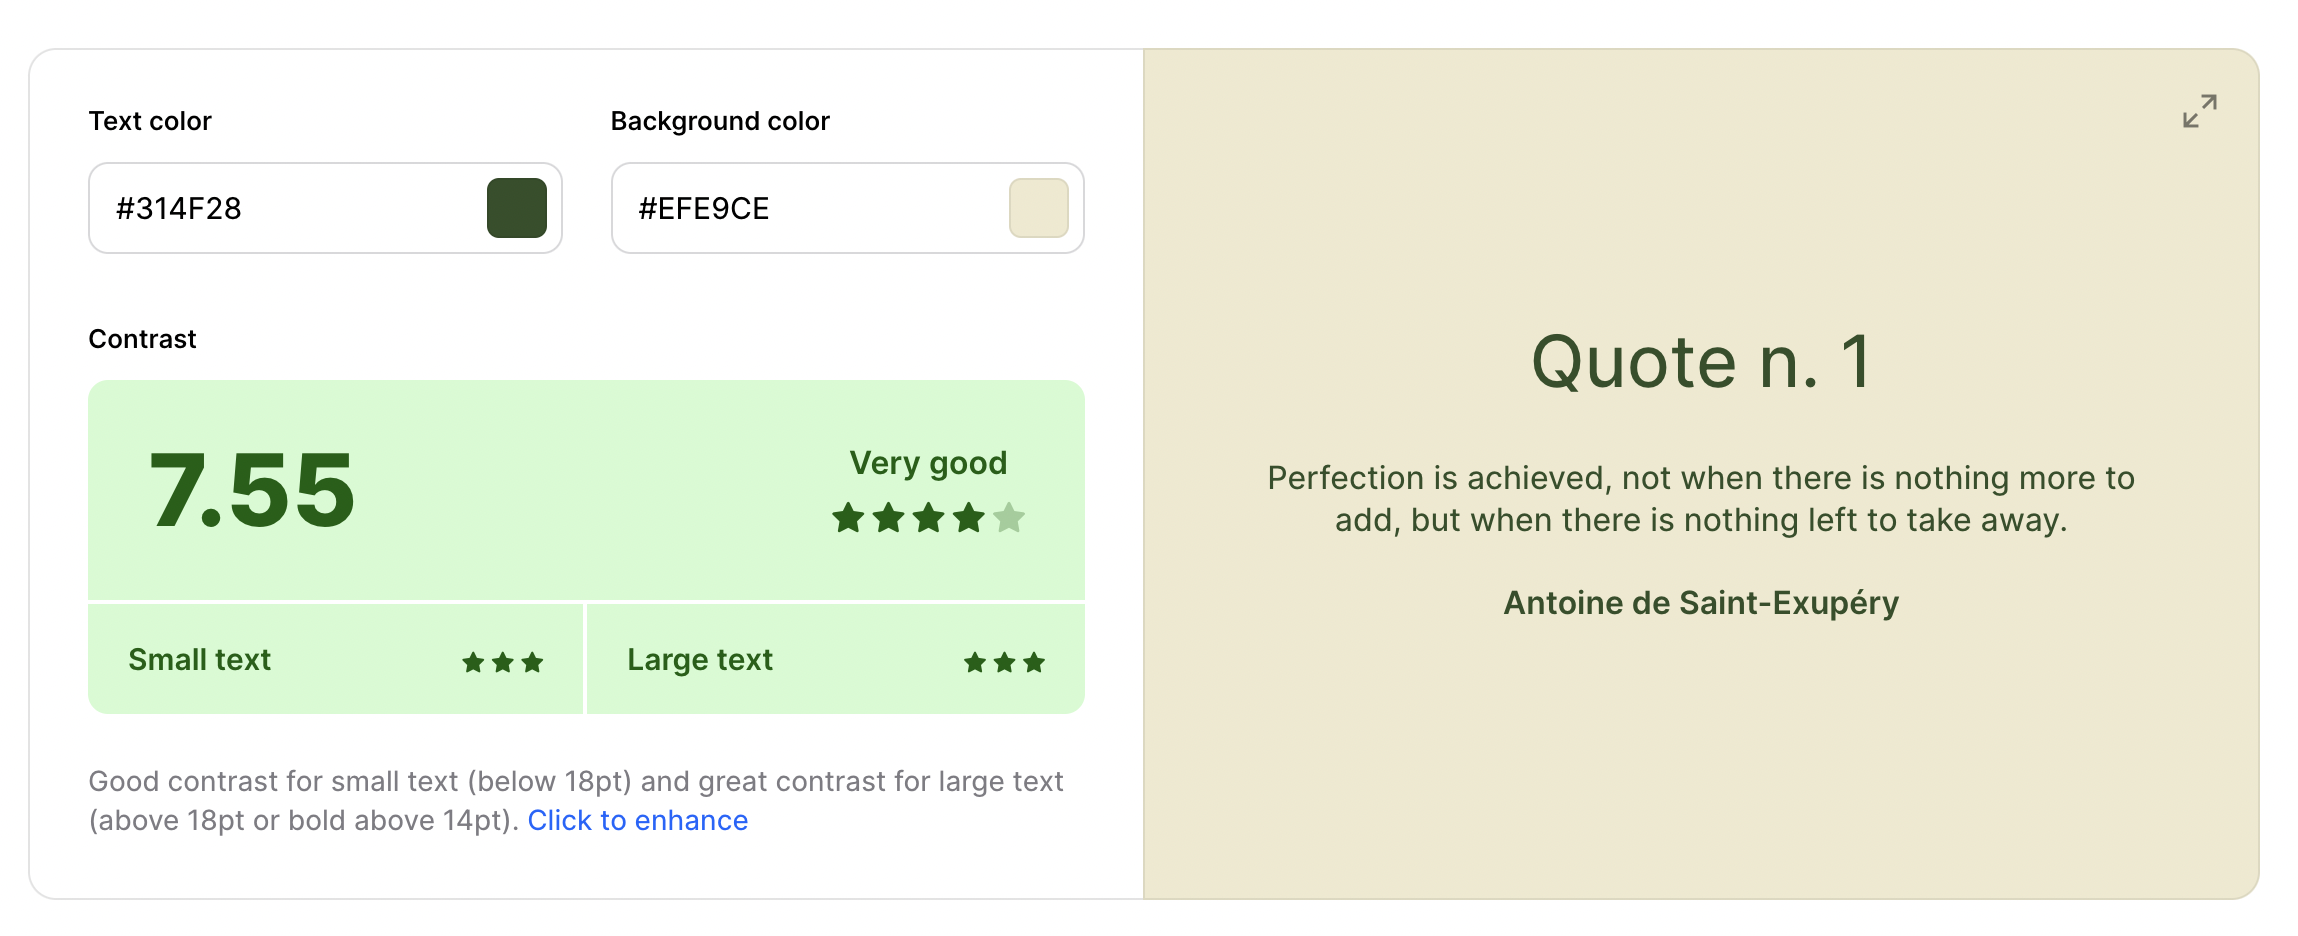 Text color
#314F28
Background color
#EFE9CE
Contrast
7.55
Very good
Small text
Large text
Good contrast for small text (below 18pt) and great contrast for large text
(above 18pt or bold above 14pt). Click to enhance
Quote n. 1
Perfection is achieved, not when there is nothing more to
add, but when there is nothing left to take away.
Antoine de Saint-Exupéry